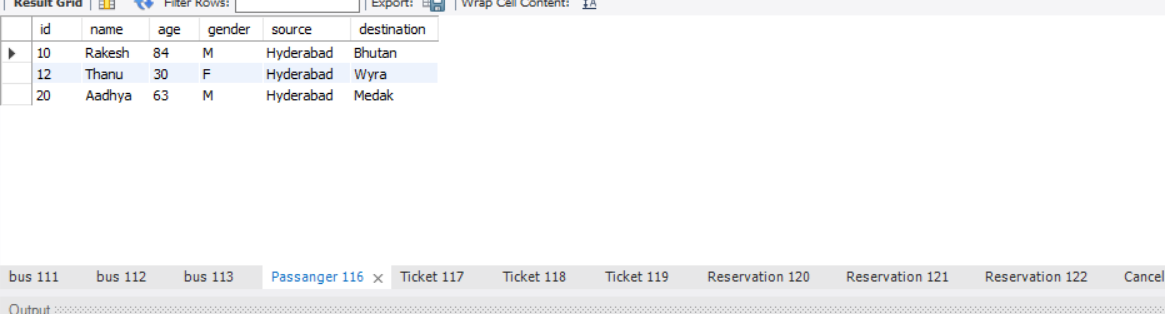 Result Grid Filter Rows: Export: Wrap Cell Content: IA
id name age gender source destination
10 Rakesh 84 M Hyderabad Bhutan
12 Thanu 30 F Hyderabad Wyra
20 Aadhya 63 M Hyderabad Medak
bus 111 bus 112 bus 113 Passanger 116 × Ticket 117 Ticket 118 Ticket 119 Reservation 120 Reservation 121 Reservation 122 Cancel
Output